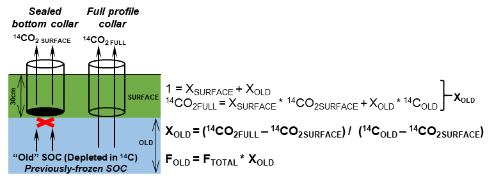 Sealed
bottom collar
Full profile
collar
¹⁴CO₂ SURFACE
¹⁴CO₂ FULL
30cm
SURFACE
OLD
"Old" SOC (Depleted in ¹⁴C)
Previously-frozen SOC
1 = XSURFACE + XOLD
¹⁴CO2FULL = XSURFACE * ¹⁴CO2SURFACE + XOLD * ¹⁴COLD
XOLD
XOLD = (¹⁴CO2FULL – ¹⁴CO2SURFACE) / (¹⁴COLD – ¹⁴CO2SURFACE)
FOLD = FTOTAL * XOLD